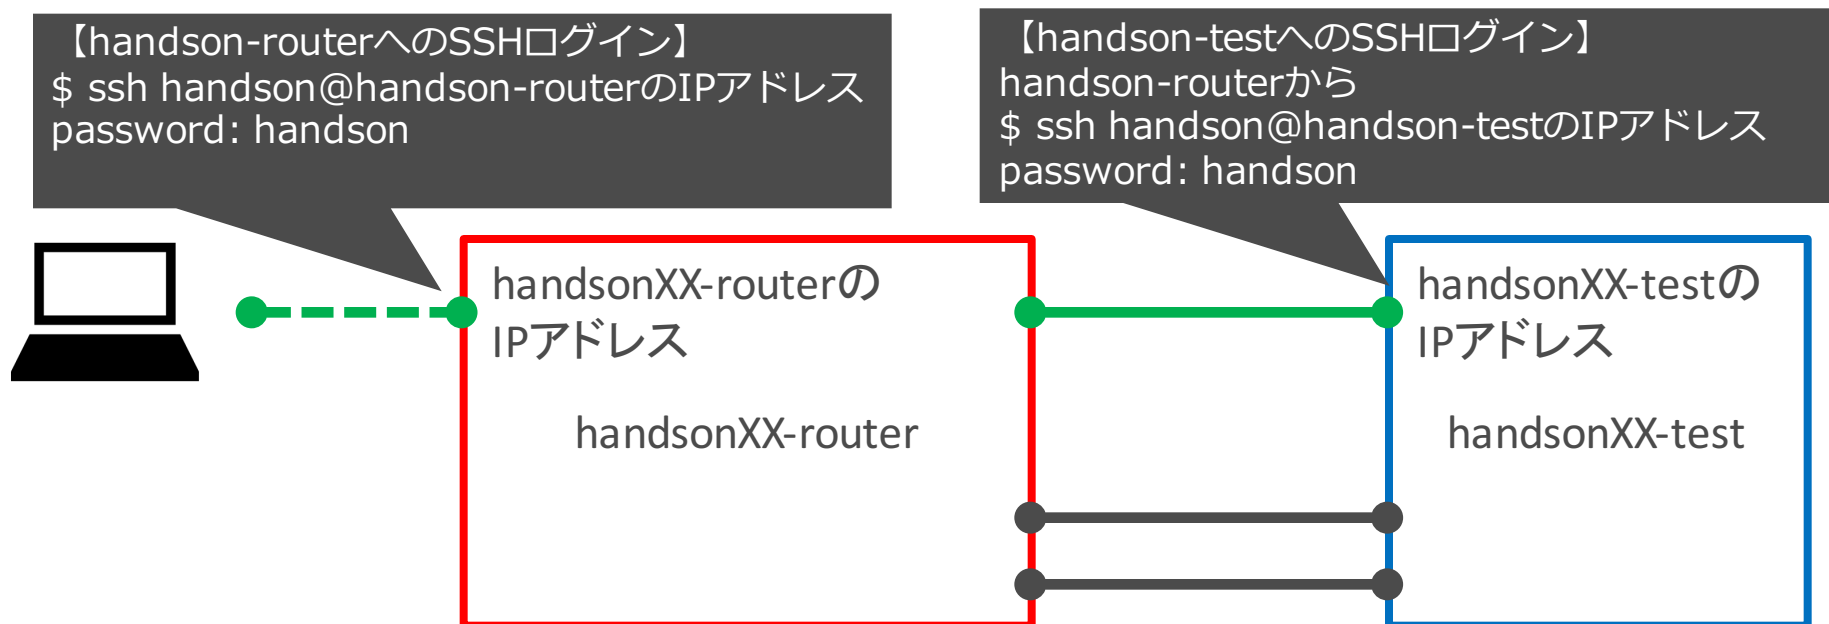 【handson-routerへのSSHログイン】
$ ssh handson@handson-routerのIPアドレス
password: handson
【handson-testへのSSHログイン】
handson-routerから
$ ssh handson@handson-testのIPアドレス
password: handson
handsonXX-routerの
IPアドレス
handsonXX-router
handsonXX-testの
IPアドレス
handsonXX-test